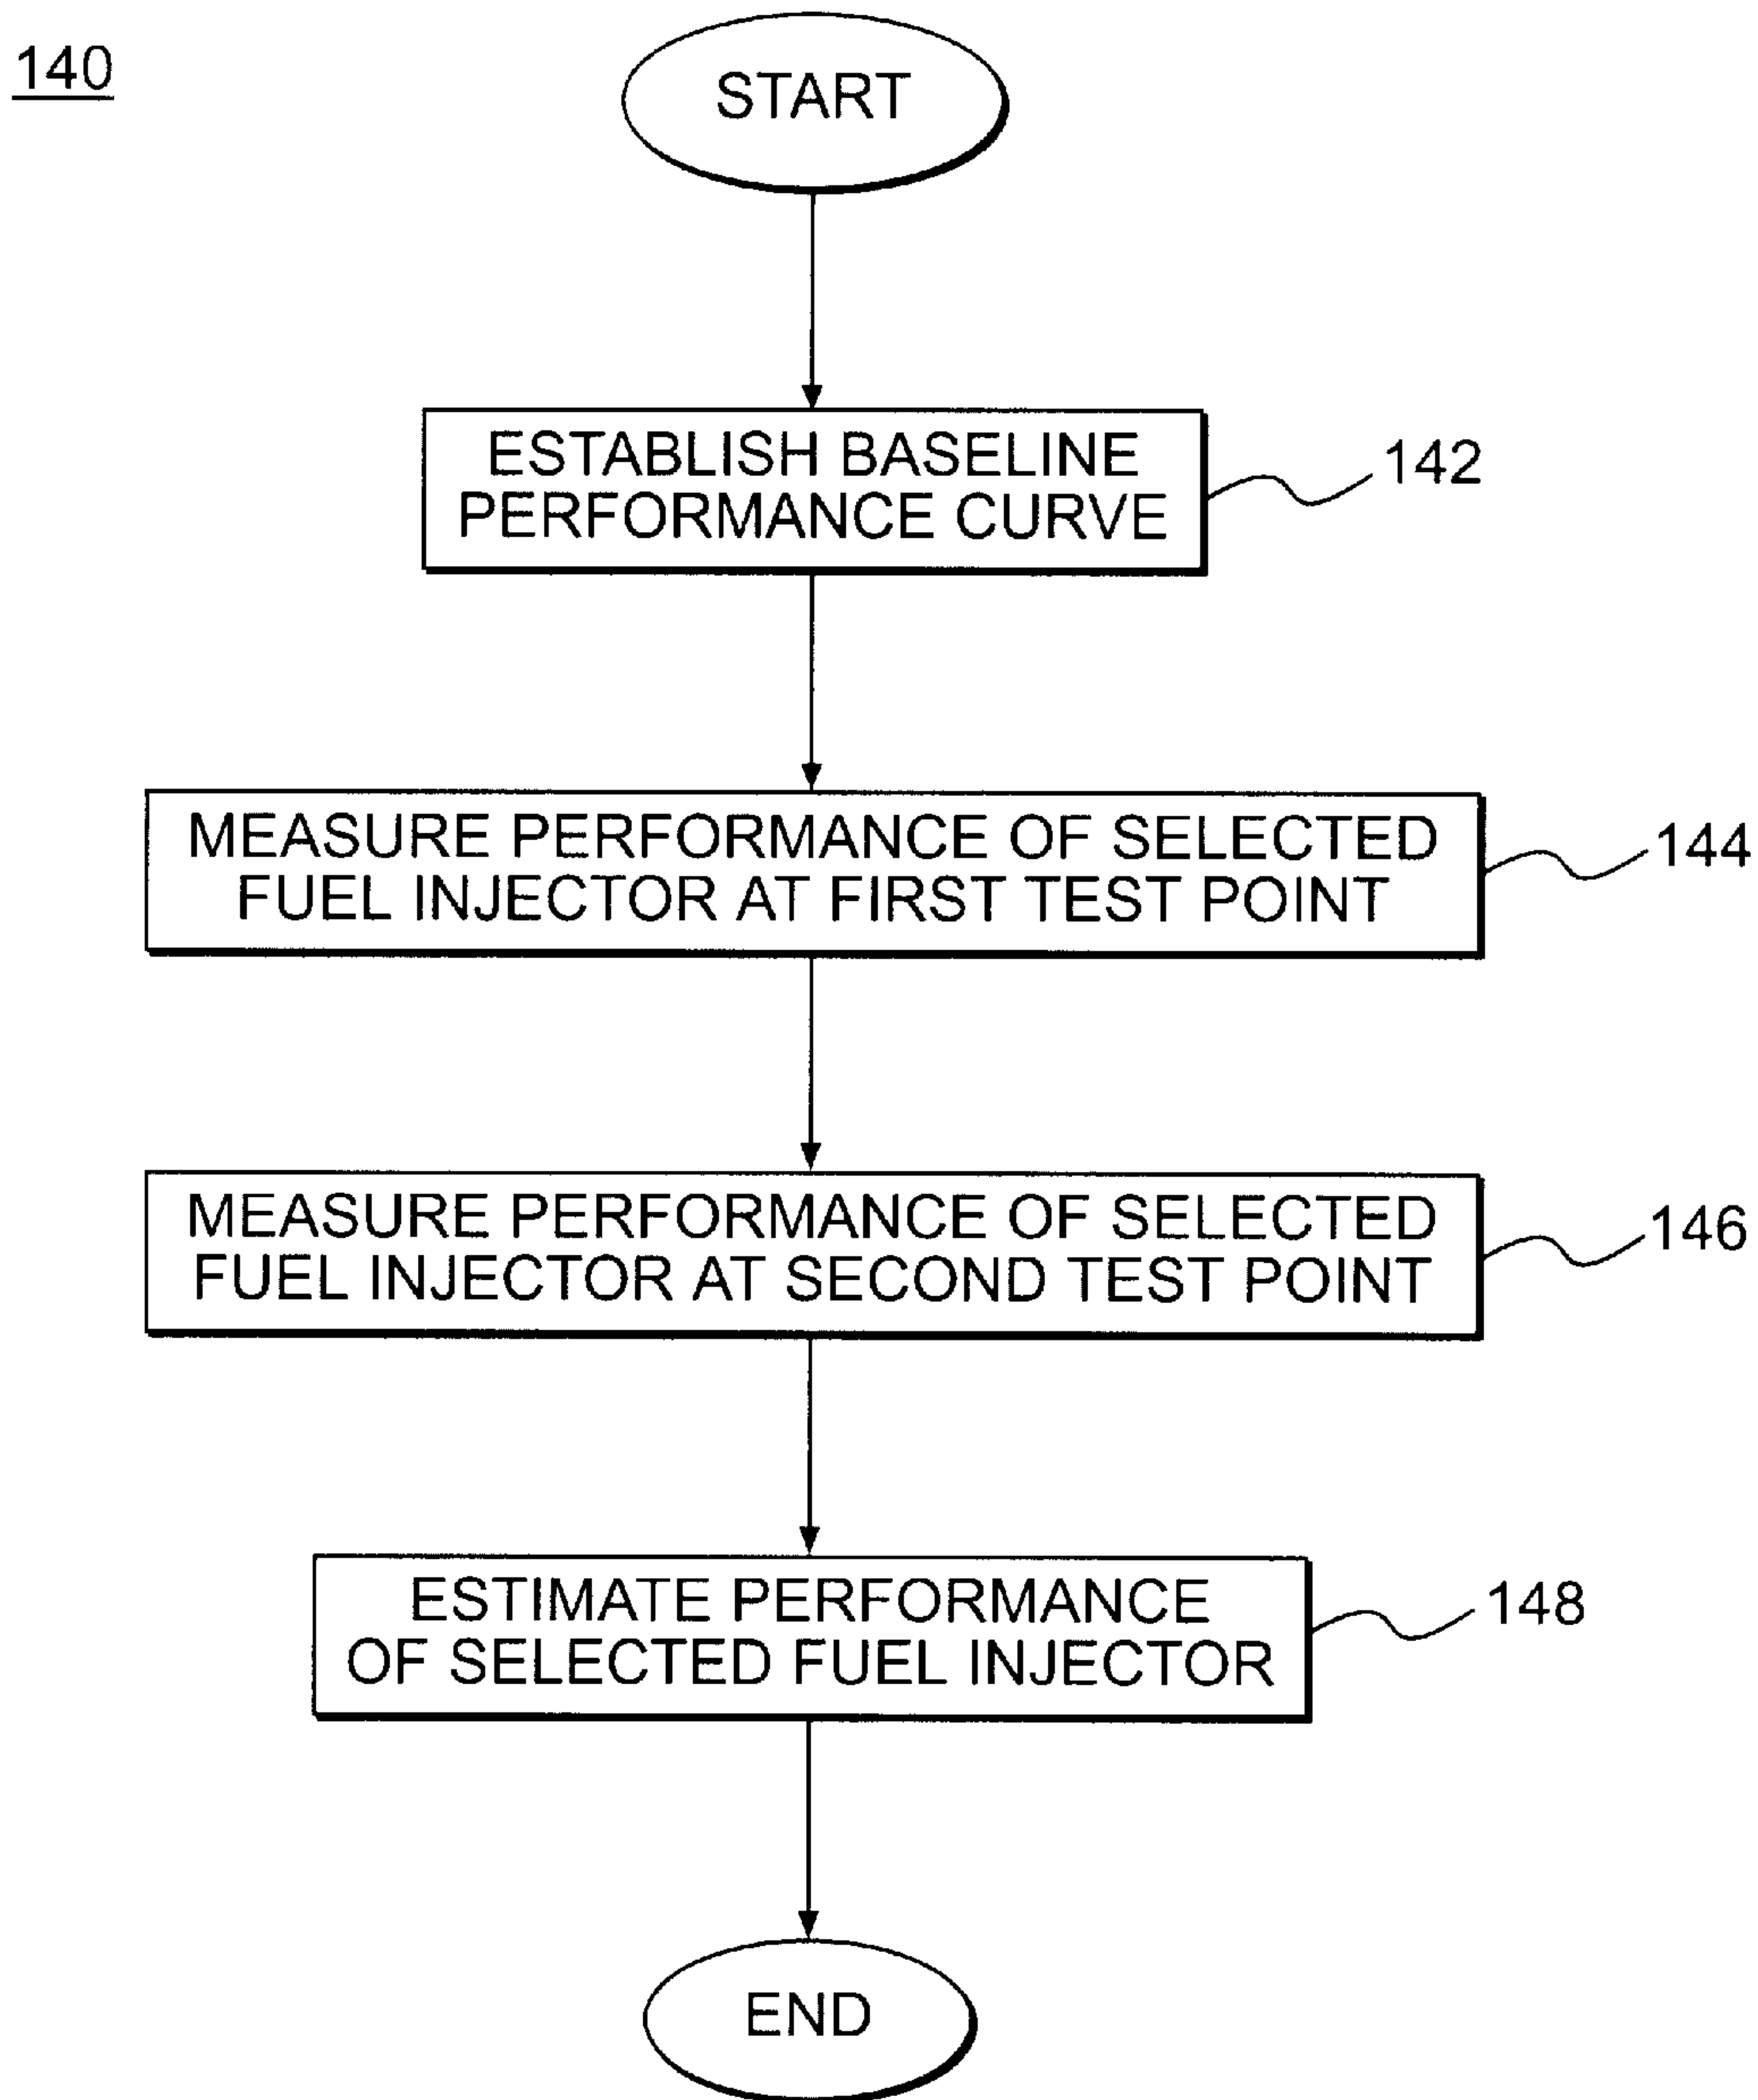 140
START
ESTABLISH BASELINE
PERFORMANCE CURVE
142
MEASURE PERFORMANCE OF SELECTED
FUEL INJECTOR AT FIRST TEST POINT
144
MEASURE PERFORMANCE OF SELECTED
FUEL INJECTOR AT SECOND TEST POINT
146
ESTIMATE PERFORMANCE
OF SELECTED FUEL INJECTOR
148
END